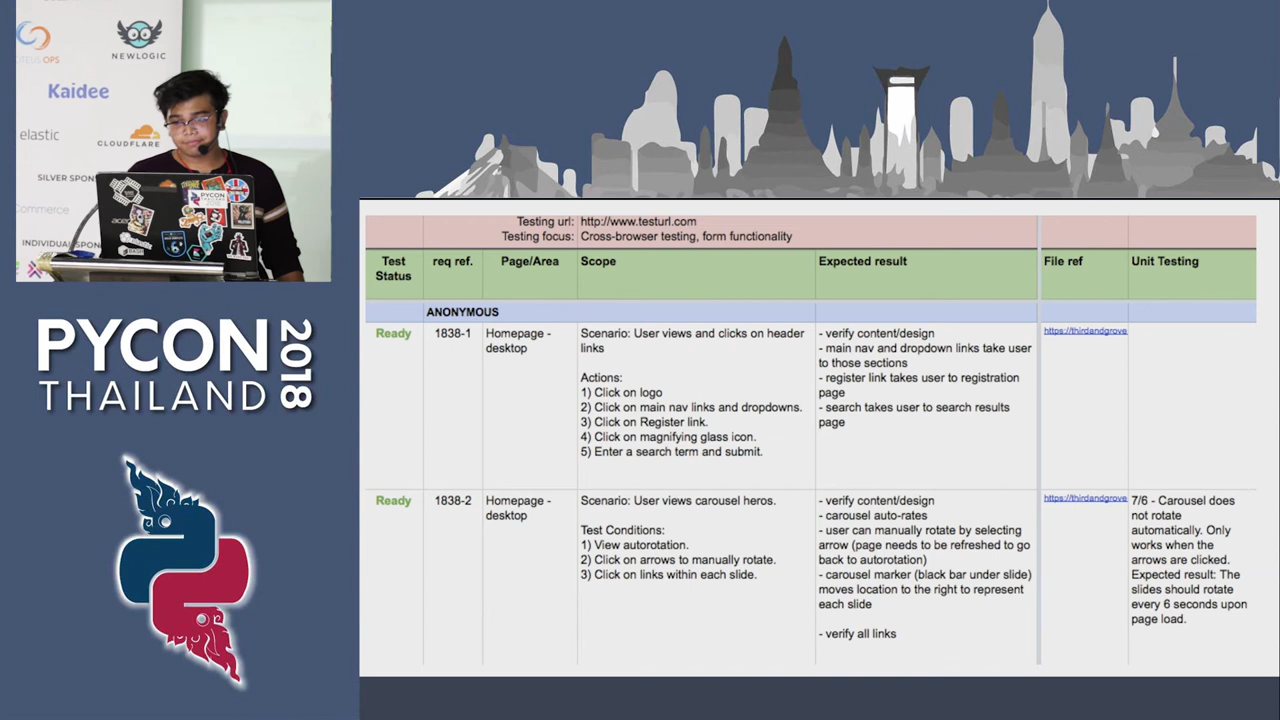 NEWLOGIC
OPS
Kaidee
elastic
CLOUDFLARE
SILVER SPON
Commerce
INDIVIDUAL SPON
PYCON
THAILAND
2018
PYCON
THAILAND
2018
Testing url: http://www.testurl.com
Testing focus: Cross-browser testing, form functionality
Test Status req ref. Page/Area Scope Expected result File ref Unit Testing
ANONYMOUS
Ready 1838-1 Homepage - desktop
Scenario: User views and clicks on header
links
Actions:
1) Click on logo
2) Click on main nav links and dropdowns.
3) Click on Register link.
4) Click on magnifying glass icon.
5) Enter a search term and submit.
- verify content/design
- main nav and dropdown links take user
to those sections
- register link takes user to registration
page
- search takes user to search results
page
https://thirdandgrove
Ready 1838-2 Homepage - desktop
Scenario: User views carousel heros.
Test Conditions:
1) View autorotation.
2) Click on arrows to manually rotate.
3) Click on links within each slide.
- verify content/design
- carousel auto-rates
- user can manually rotate by selecting
arrow (page needs to be refreshed to go
back to autorotation)
- carousel marker (black bar under slide)
moves location to the right to represent
each slide
- verify all links
https://thirdandgrove
7/6 - Carousel does
not rotate
automatically. Only
works when the
arrows are clicked.
Expected result: The
slides should rotate
every 6 seconds upon
page load.